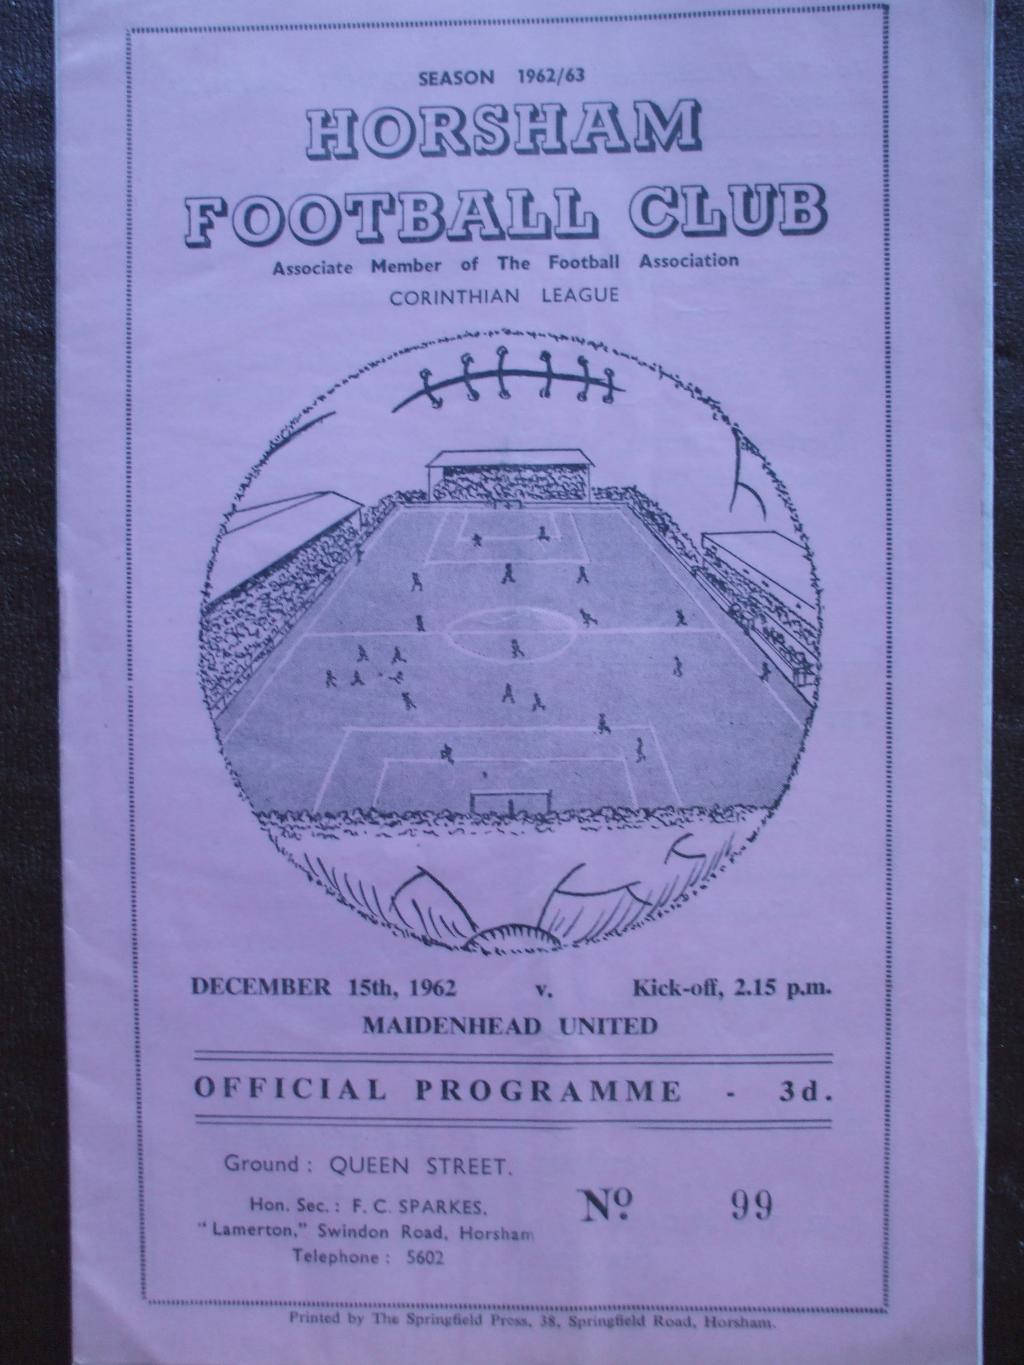 SEASON 1962/63
HORSHAM
FOOTBALL CLUB
Associate Member of The Football Association
CORINTHIAN LEAGUE
DECEMBER 15th, 1962 v. Kick-off, 2.15 p.m.
MAIDENHEAD UNITED
OFFICIAL PROGRAMME - 3d.
Ground : QUEEN STREET.
Hon. Sec. : F. C. SPARKES,
"Lamerton," Swindon Road, Horsham
Telephone : 5602
Nº 99
Printed by The Springfield Press, 38, Springfield Road, Horsham.